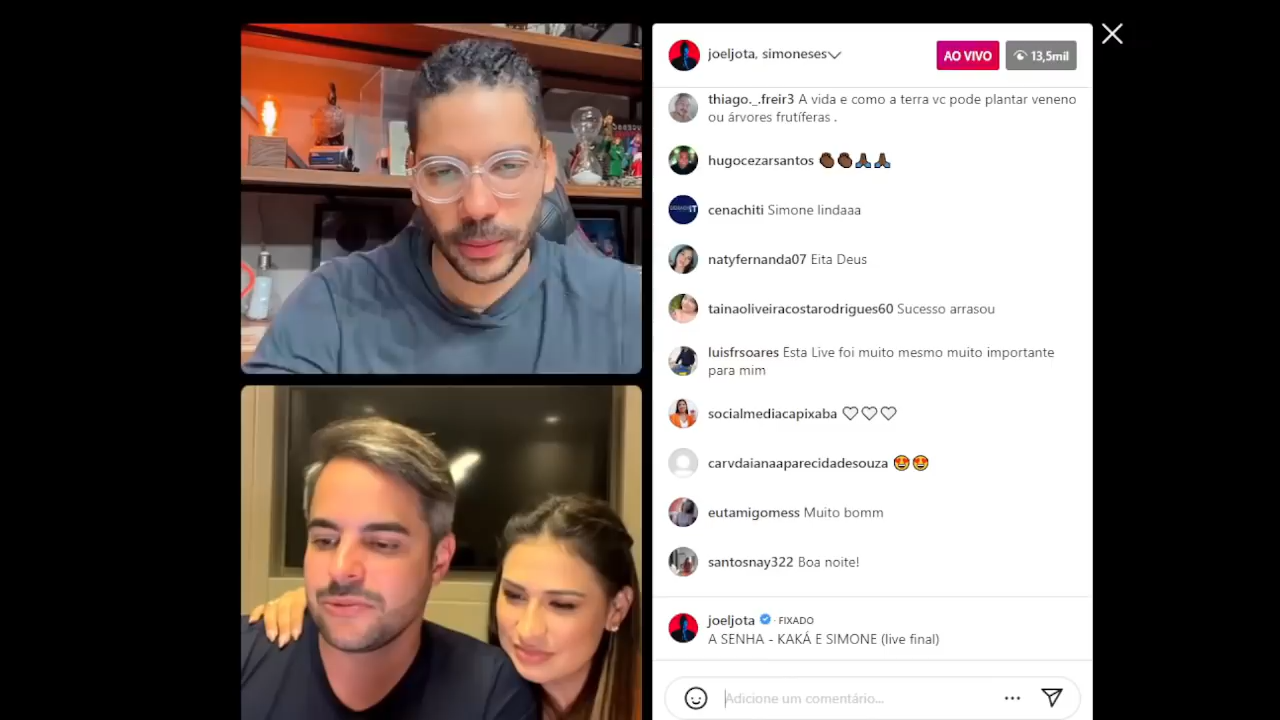 joeljota, simoneses
AO VIVO
13,5mil
thiago._.freir3 A vida e como a terra vc pode plantar veneno
ou árvores frutíferas .
hugocezarsantos 👏🏿👏🏿🙏🏿🙏🏿
cenachiti Simone lindaaa
natyfernanda07 Eita Deus
tainaoliveiracostarodrigues60 Sucesso arrasou
luisfrsoares Esta Live foi muito mesmo muito importante
para mim
socialmediacapixaba ♡♡♡
carvdaianaaparecidadesouza 😍😍
eutamigomess Muito bomm
santosnay322 Boa noite!
joeljota · FIXADO
A SENHA - KAKÁ E SIMONE (live final)
Adicione um comentário...